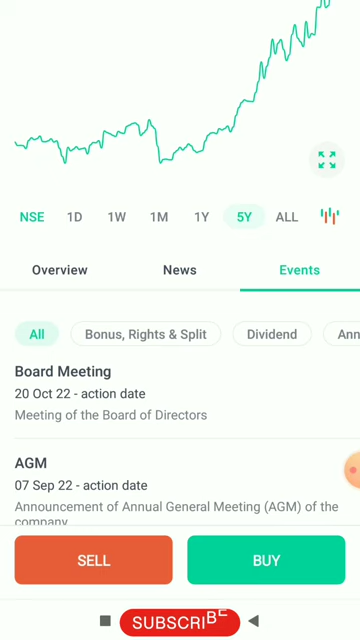 NSE 1D 1W 1M 1Y 5Y ALL
Overview News Events
All Bonus, Rights & Split Dividend Ann
Board Meeting
20 Oct 22 - action date
Meeting of the Board of Directors
AGM
07 Sep 22 - action date
Announcement of Annual General Meeting (AGM) of the
company
SELL BUY
SUBSCRIBE